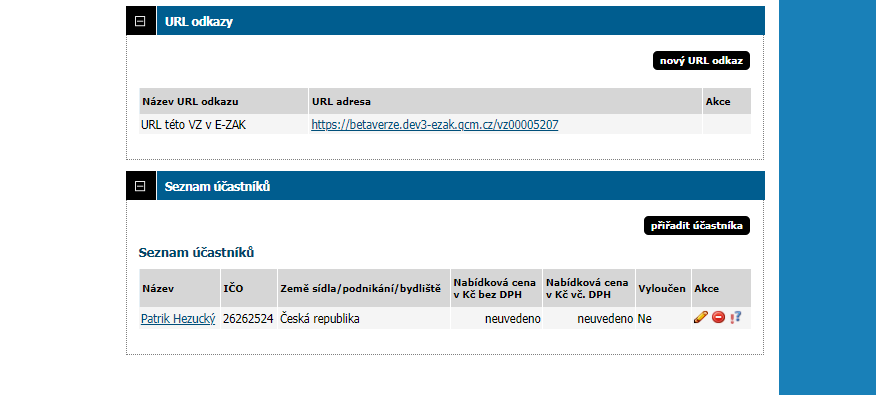 URL odkazy
nový URL odkaz
Název URL odkazu URL adresa Akce
URL této VZ v E-ZAK https://betaverze.dev3-ezak.qcm.cz/vz00005207
Seznam účastníků
přiřadit účastníka
Seznam účastníků
Název IČO Země sídla/podnikání/bydliště Nabídková cena v Kč bez DPH Nabídková cena v Kč vč. DPH Vyloučen Akce
Patrik Hezucký 26262524 Česká republika neuvedeno neuvedeno Ne